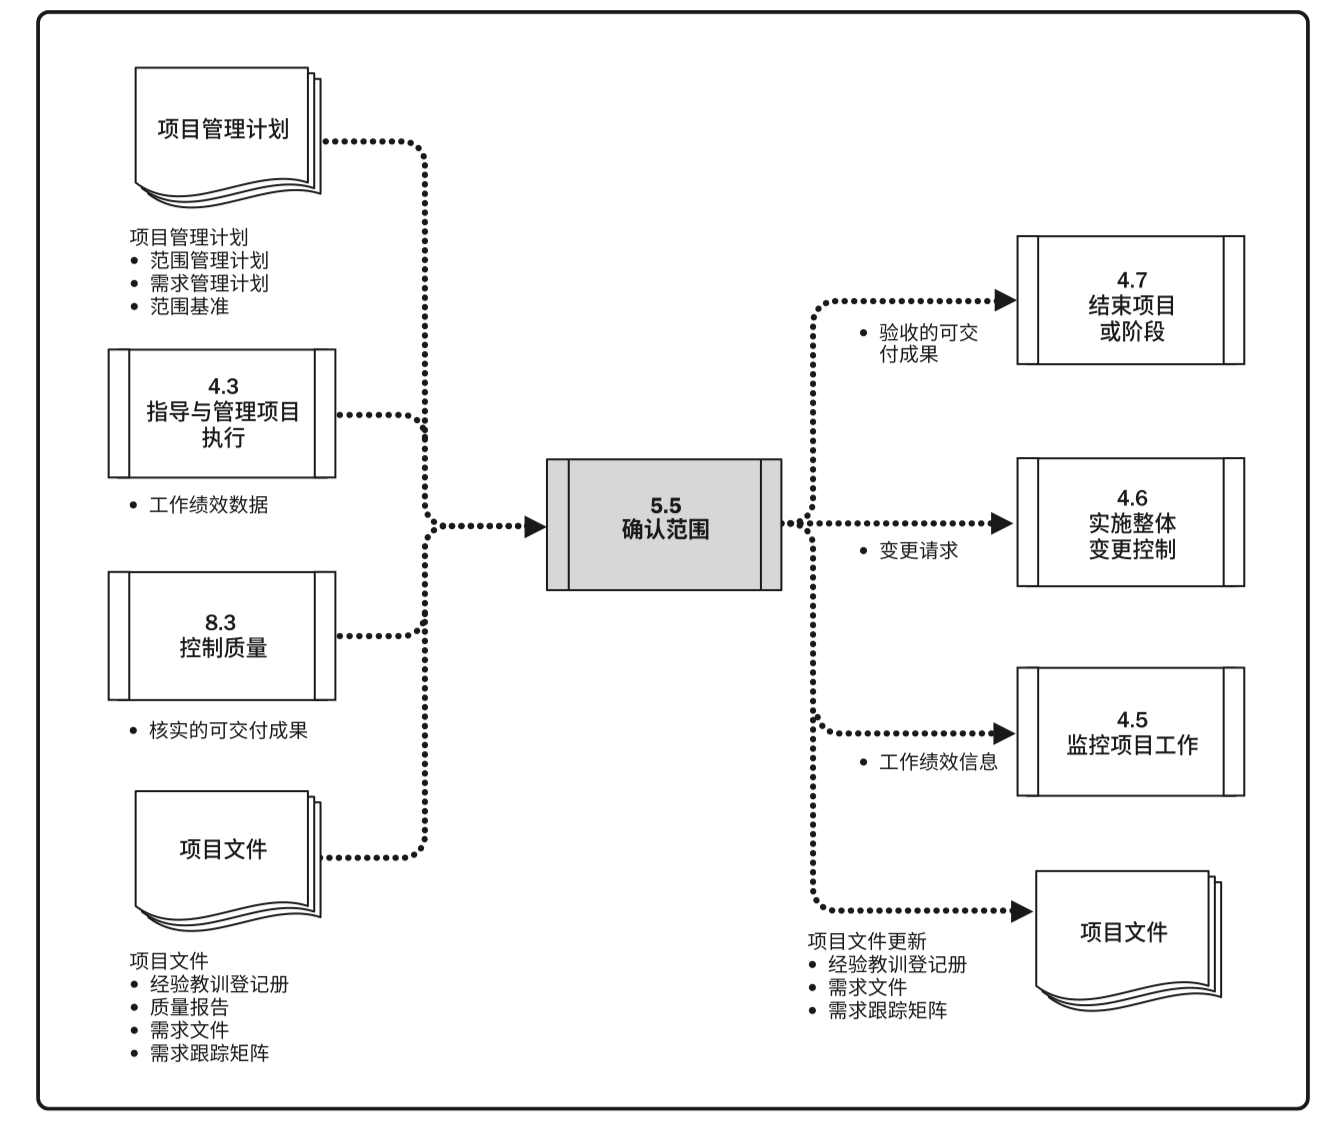 项目管理计划
项目管理计划
• 范围管理计划
• 需求管理计划
• 范围基准
4.3
指导与管理项目
执行
• 工作绩效数据
8.3
控制质量
• 核实的可交付成果
项目文件
项目文件
• 经验教训登记册
• 质量报告
• 需求文件
• 需求跟踪矩阵
5.5
确认范围
4.7
结束项目
或阶段
• 验收的可交
付成果
4.6
实施整体
变更控制
• 变更请求
4.5
监控项目工作
• 工作绩效信息
项目文件
项目文件更新
• 经验教训登记册
• 需求文件
• 需求跟踪矩阵